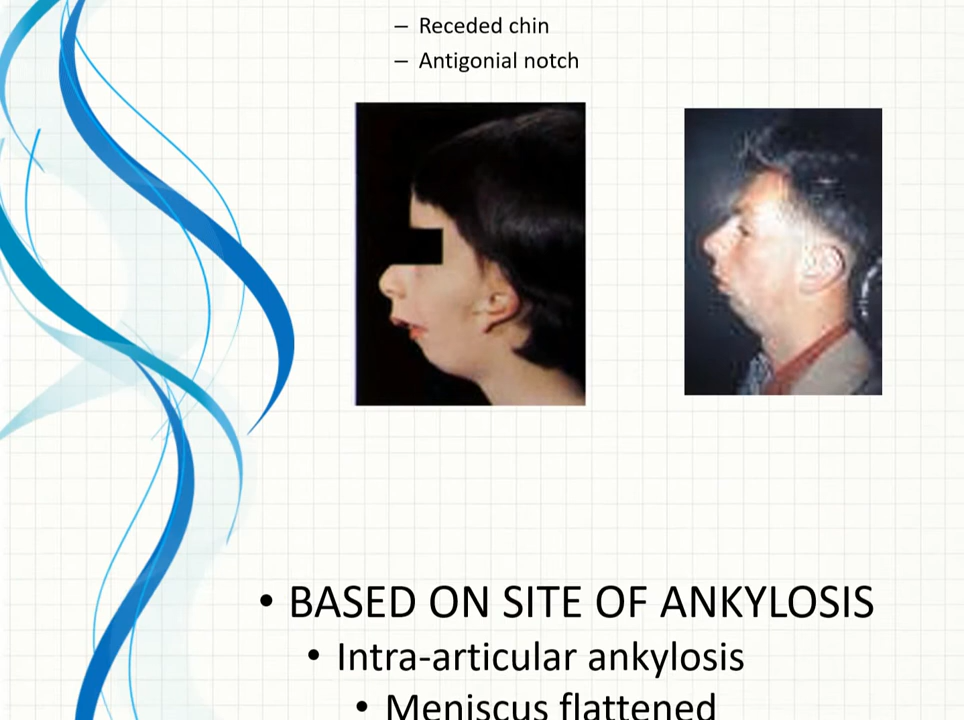 – Receded chin
– Antigonial notch
• BASED ON SITE OF ANKYLOSIS
• Intra-articular ankylosis
• Meniscus flattened